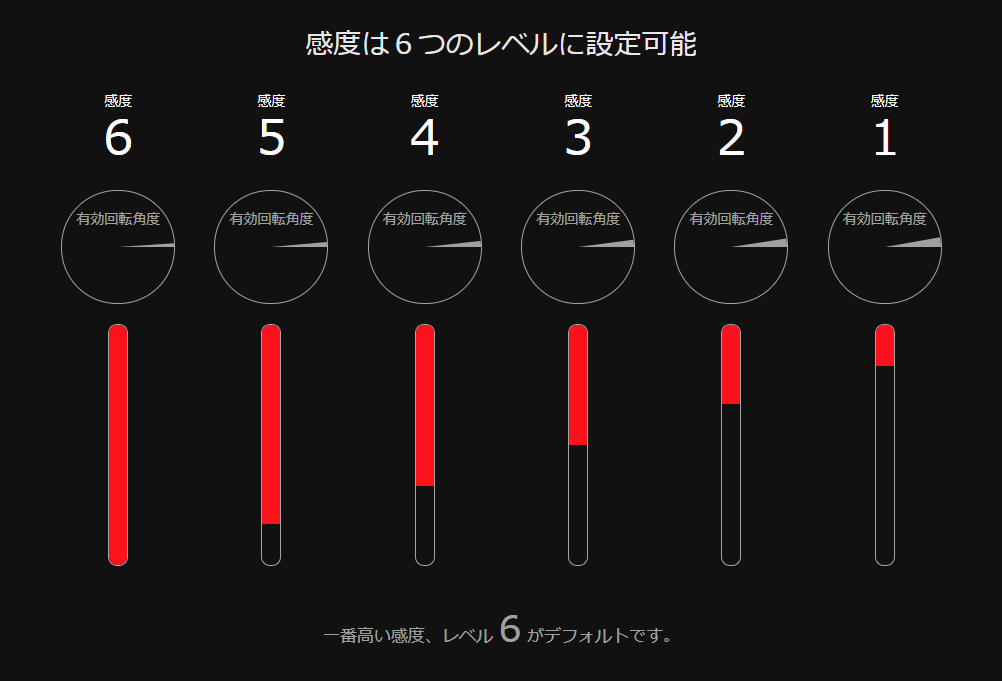 感度は６つのレベルに設定可能
感度 感度 感度 感度 感度 感度
6 5 4 3 2 1
有効回転角度 有効回転角度 有効回転角度 有効回転角度 有効回転角度 有効回転角度
一番高い感度、レベル 6 がデフォルトです。